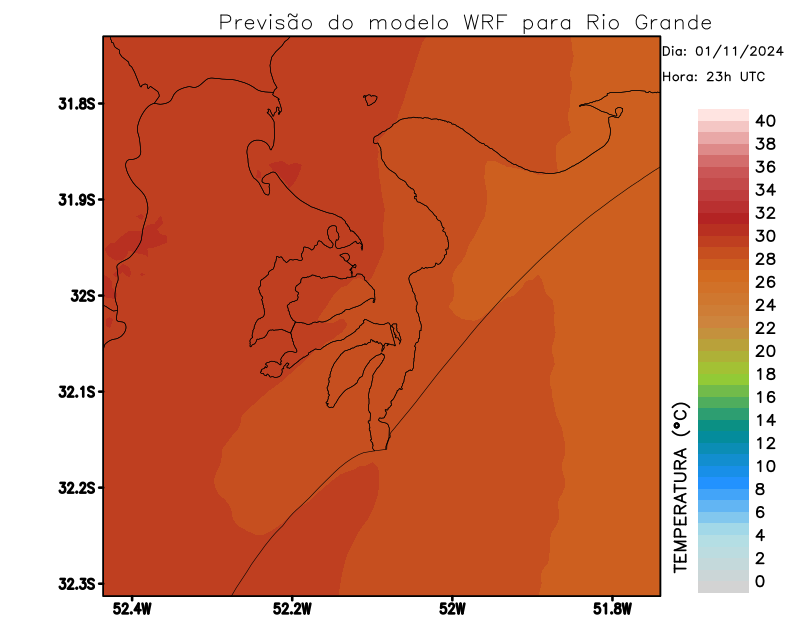 Previsão do modelo WRF para Rio Grande
Dia: 01/11/2024
Hora: 23h UTC
31.8S
31.9S
32S
32.1S
32.2S
32.3S
52.4W
52.2W
52W
51.8W
TEMPERATURA (°C)
40
38
36
34
32
30
28
26
24
22
20
18
16
14
12
10
8
6
4
2
0